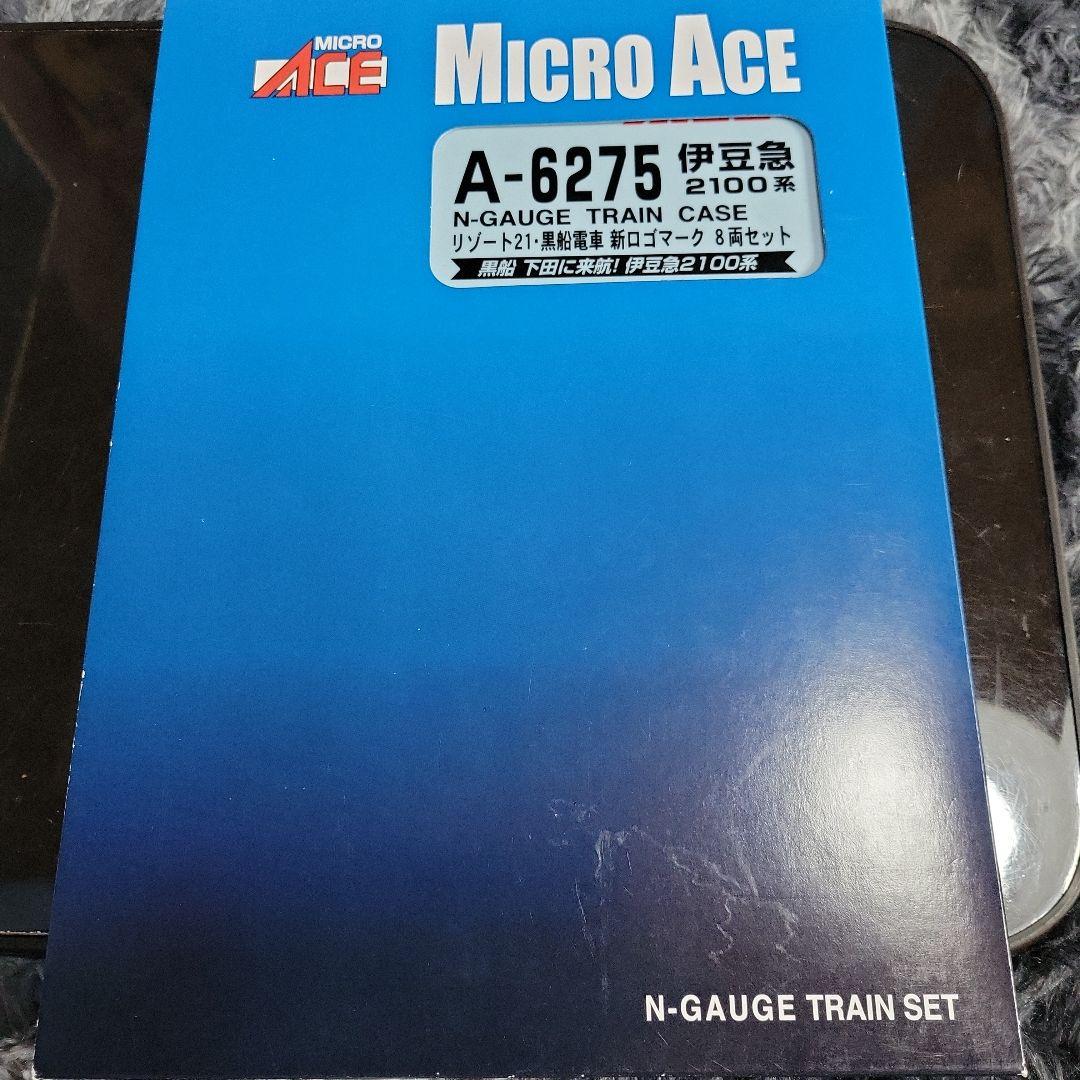 MICRO
ACE
MICRO ACE
A-6275 伊豆急
2100系
N-GAUGE TRAIN CASE
リゾート21・黒船電車 新ロゴマーク 8両セット
黒船 下田に来航! 伊豆急2100系
N-GAUGE TRAIN SET